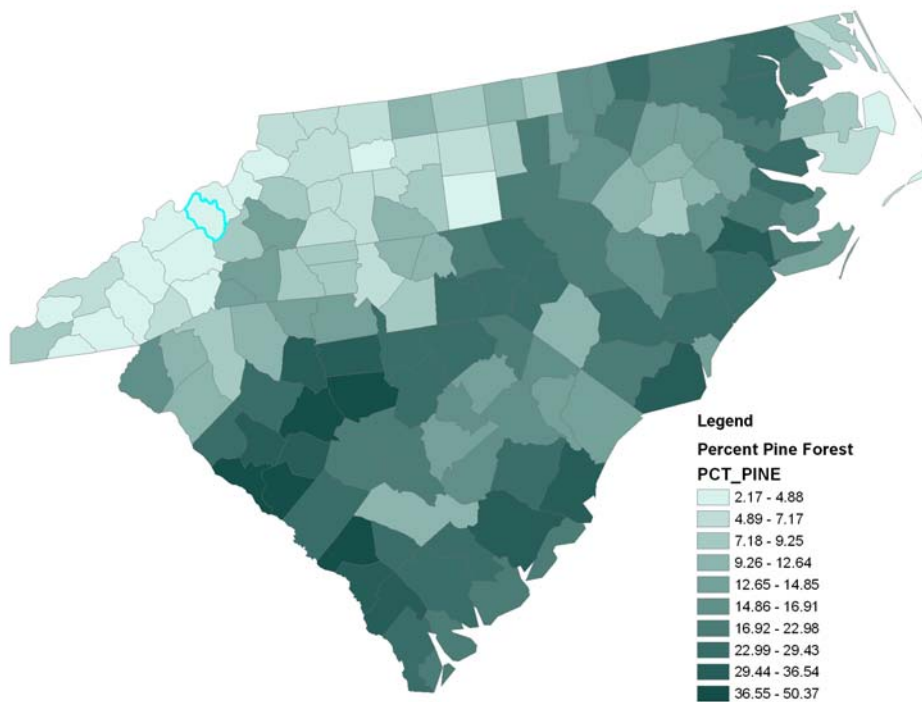 Legend
Percent Pine Forest
PCT_PINE
2.17 - 4.88
4.89 - 7.17
7.18 - 9.25
9.26 - 12.64
12.65 - 14.85
14.86 - 16.91
16.92 - 22.98
22.99 - 29.43
29.44 - 36.54
36.55 - 50.37